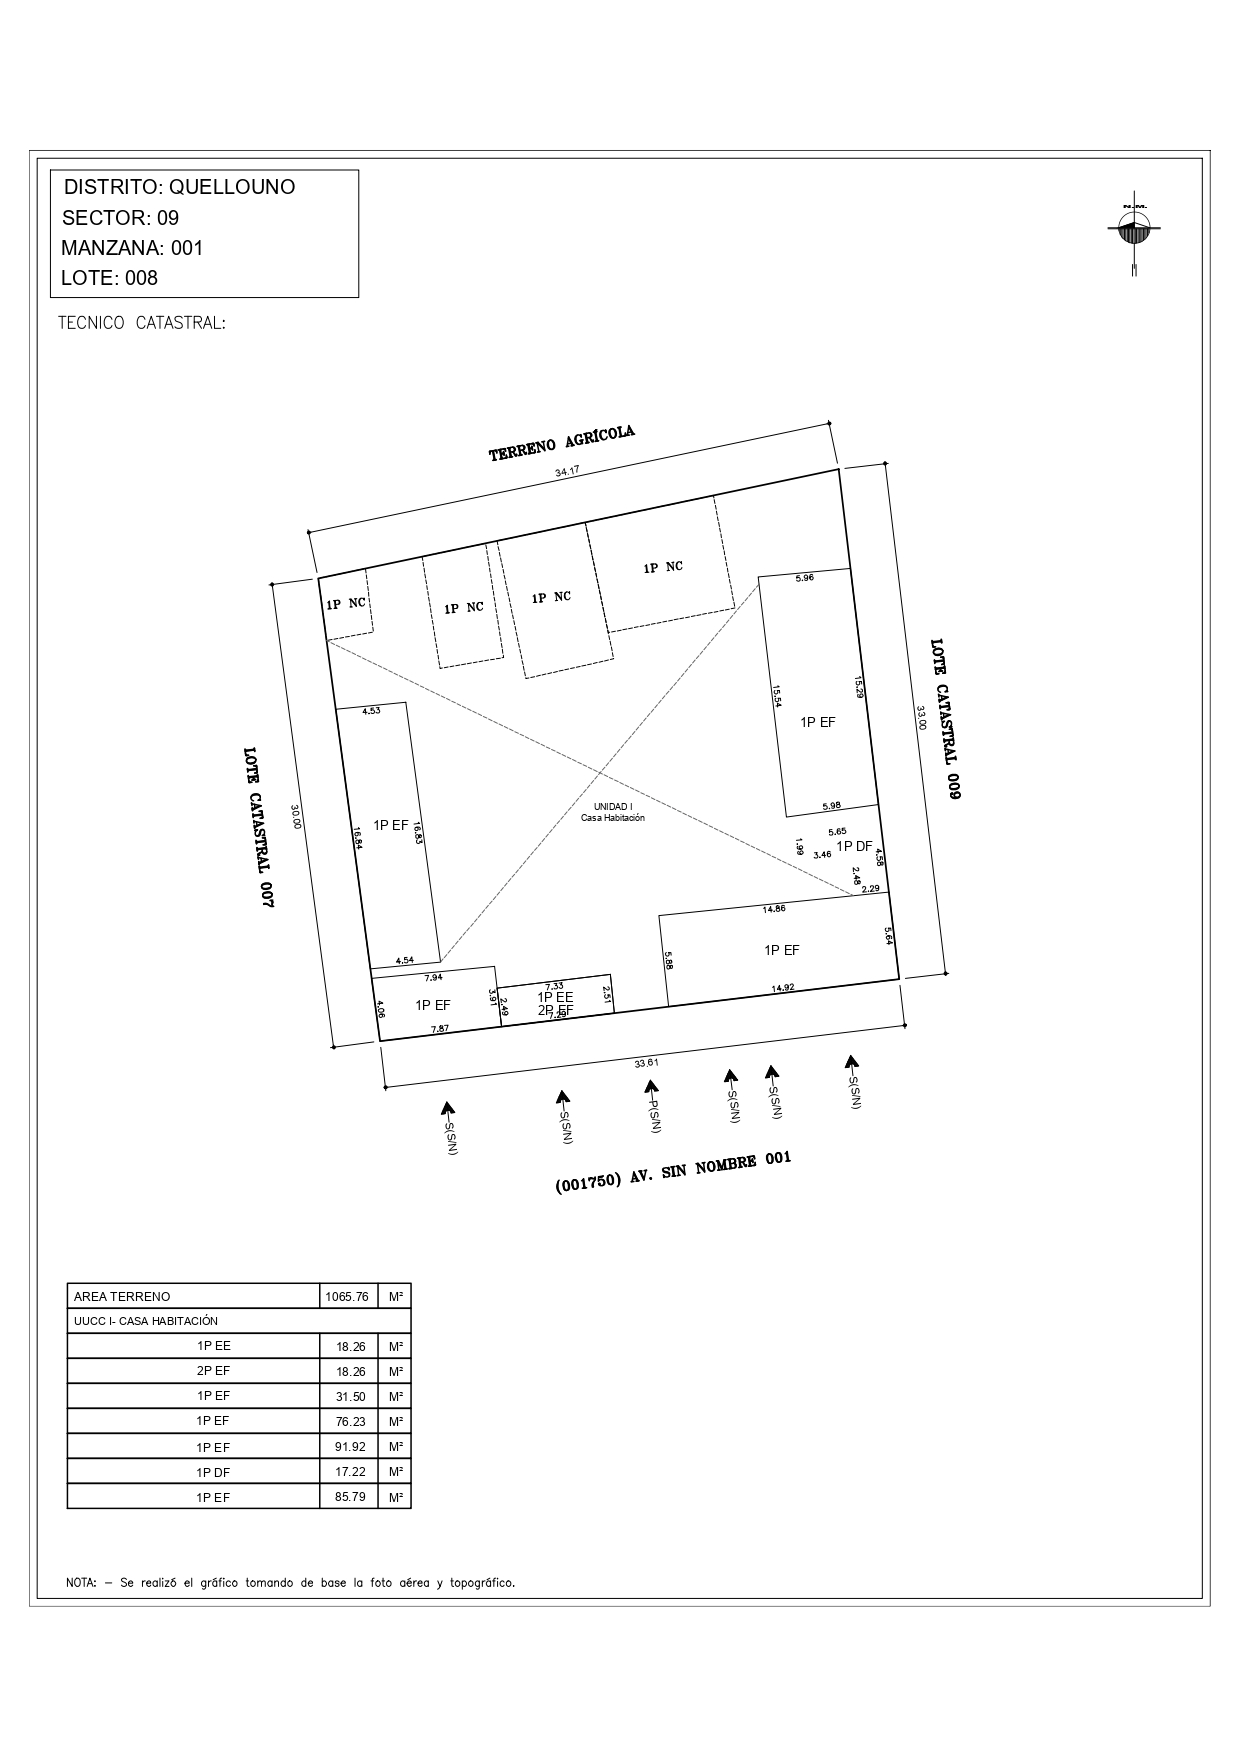 DISTRITO: QUELLOUNO
SECTOR: 09
MANZANA: 001
LOTE: 008
N.M.
TECNICO CATASTRAL:
TERRENO AGRÍCOLA
34.17
1P NC
1P NC
1P NC
1P NC
5.96
15.54
15.29
1P EF
5.98
LOTE CATASTRAL 009
33.00
4.53
1P EF
16.84
16.83
4.54
LOTE CATASTRAL 007
30.00
UNIDAD I
Casa Habitación
5.65
1.99
3.46
1P DF
4.58
2.48
2.29
14.86
5.88
1P EF
5.64
14.92
7.94
4.06
1P EF
3.91
7.87
7.33
2.49
1P EE
2P EF
2.51
7.29
33.61
S(S/N)
S(S/N)
P(S/N)
S(S/N)
S(S/N)
S(S/N)
(001750) AV. SIN NOMBRE 001
AREA TERRENO 1065.76 M²
UUCC I- CASA HABITACIÓN
1P EE 18.26 M²
2P EF 18.26 M²
1P EF 31.50 M²
1P EF 76.23 M²
1P EF 91.92 M²
1P DF 17.22 M²
1P EF 85.79 M²
NOTA: – Se realizó el gráfico tomando de base la foto aérea y topográfico.